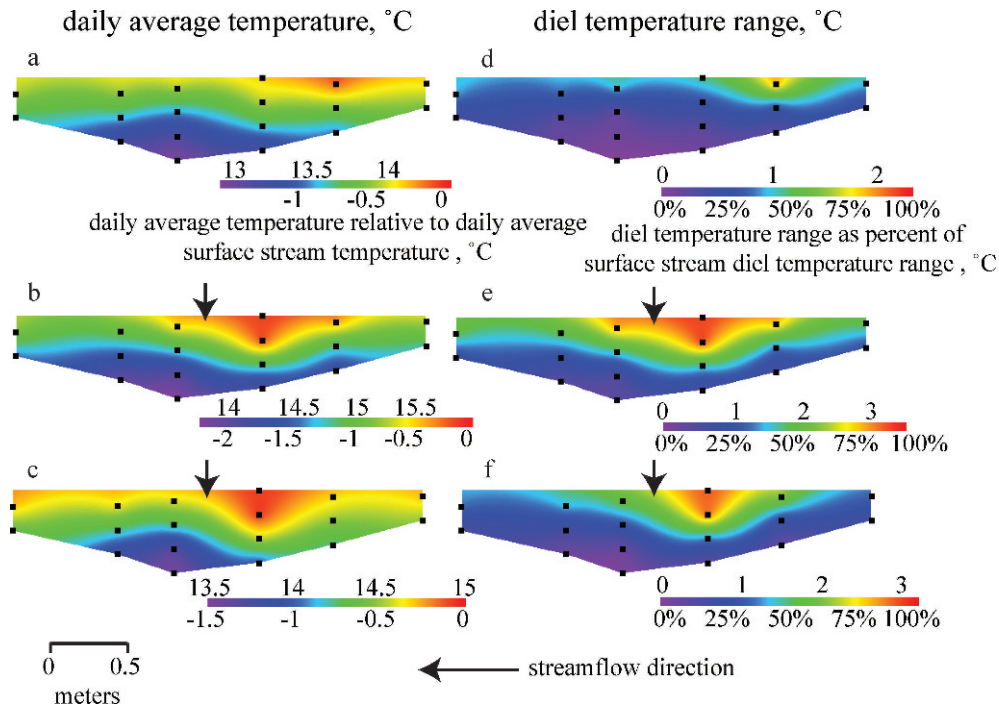 daily average temperature, ˚C
diel temperature range, ˚C
a
d
13 13.5 14
-1 -0.5 0
0 1 2
0% 25% 50% 75% 100%
daily average temperature relative to daily average
surface stream temperature , ˚C
diel temperature range as percent of
surface stream diel temperature range , ˚C
b
e
14 14.5 15 15.5
-2 -1.5 -1 -0.5 0
0 1 2 3
0% 25% 50% 75% 100%
c
f
13.5 14 14.5 15
-1.5 -1 -0.5 0
0 1 2 3
0% 25% 50% 75% 100%
0 0.5
meters
streamflow direction